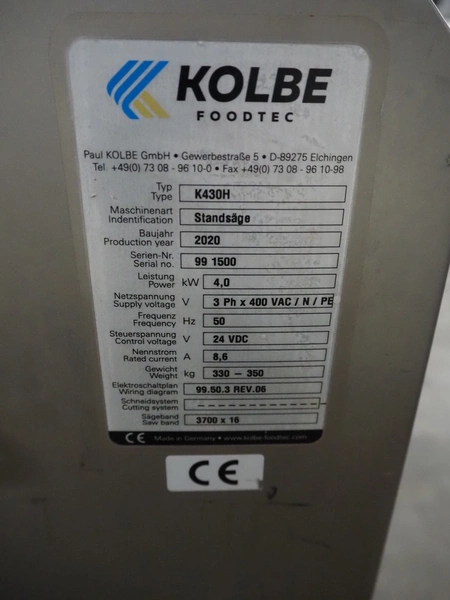 KOLBE
FOODTEC
Paul KOLBE GmbH • Gewerbestraße 5 • D-89275 Elchingen
Tel. +49(0) 73 08 - 96 10-0 • Fax +49(0) 73 08 - 96 10-98
Typ
Type K430H
Maschinenart
Indentification Standsäge
Baujahr
Production year 2020
Serien-Nr.
Serial no. 99 1500
Leistung
Power kW 4,0
Netzspannung
Supply voltage V 3 Ph x 400 VAC / N / PE
Frequenz
Frequency Hz 50
Steuerspannung
Control voltage V 24 VDC
Nennstrom
Rated current A 8,6
Gewicht
Weight kg 330 – 350
Elektroschaltplan
Wiring diagram 99.50.3 REV.06
Schneidsystem
Cutting system ----------------
Sägeband
Saw band 3700 x 16
CE Made in Germany • www.kolbe-foodtec.com
CE